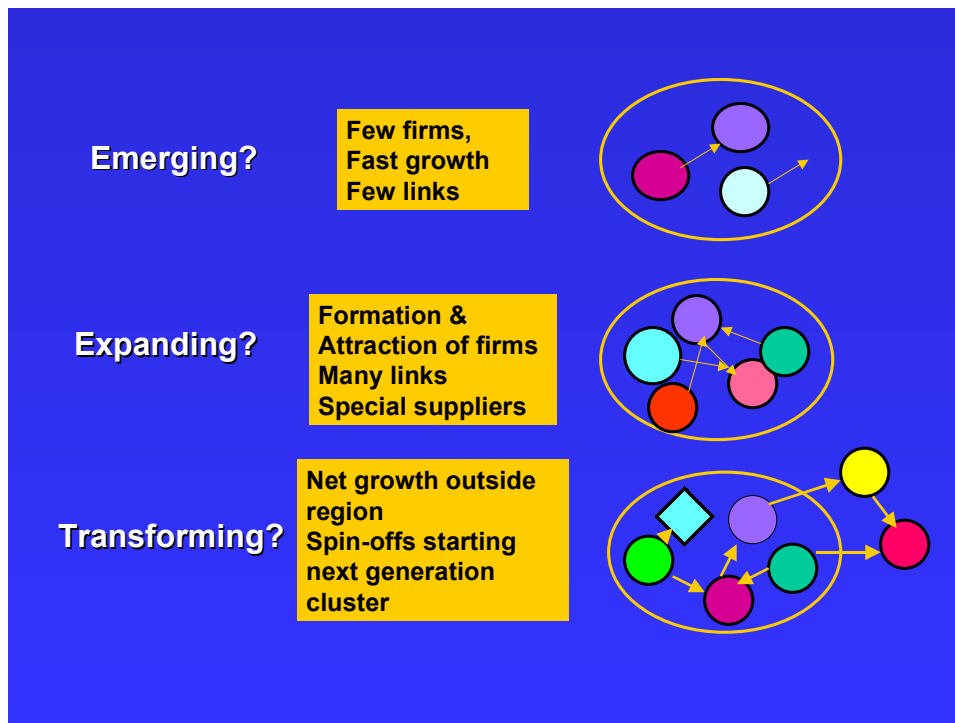 Emerging?
Few firms,
Fast growth
Few links
Expanding?
Formation &
Attraction of firms
Many links
Special suppliers
Transforming?
Net growth outside
region
Spin-offs starting
next generation
cluster